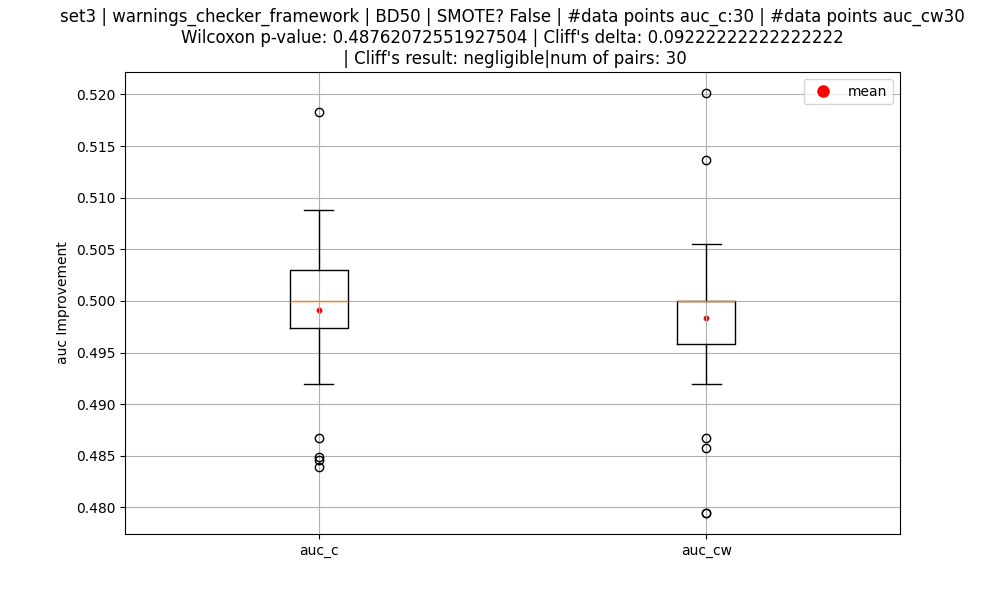 set3 | warnings_checker_framework | BD50 | SMOTE? False | #data points auc_c:30 | #data points auc_cw30
Wilcoxon p-value: 0.48762072551927504 | Cliff's delta: 0.09222222222222222
| Cliff's result: negligible|num of pairs: 30
mean
0.520
0.515
0.510
0.505
0.500
0.495
0.490
0.485
0.480
auc Improvement
auc_c
auc_cw